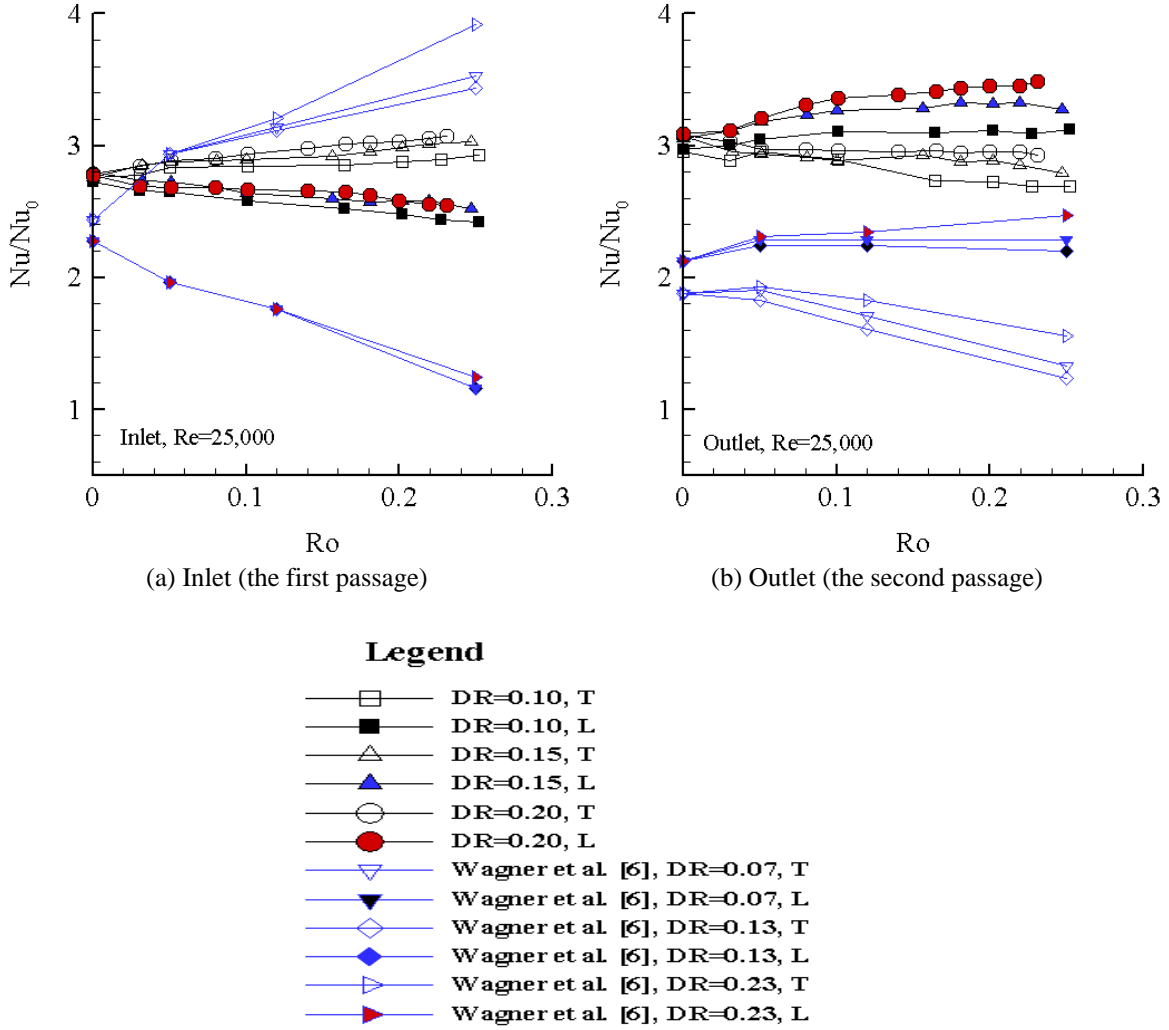 4
3
2
1
Nu/Nu0
Inlet, Re=25,000
0
0.1
0.2
0.3
Ro
(a) Inlet (the first passage)
4
3
2
1
Nu/Nu0
Outlet, Re=25,000
0
0.1
0.2
0.3
Ro
(b) Outlet (the second passage)
Legend
DR=0.10, T
DR=0.10, L
DR=0.15, T
DR=0.15, L
DR=0.20, T
DR=0.20, L
Wagner et al. [6], DR=0.07, T
Wagner et al. [6], DR=0.07, L
Wagner et al. [6], DR=0.13, T
Wagner et al. [6], DR=0.13, L
Wagner et al. [6], DR=0.23, T
Wagner et al. [6], DR=0.23, L